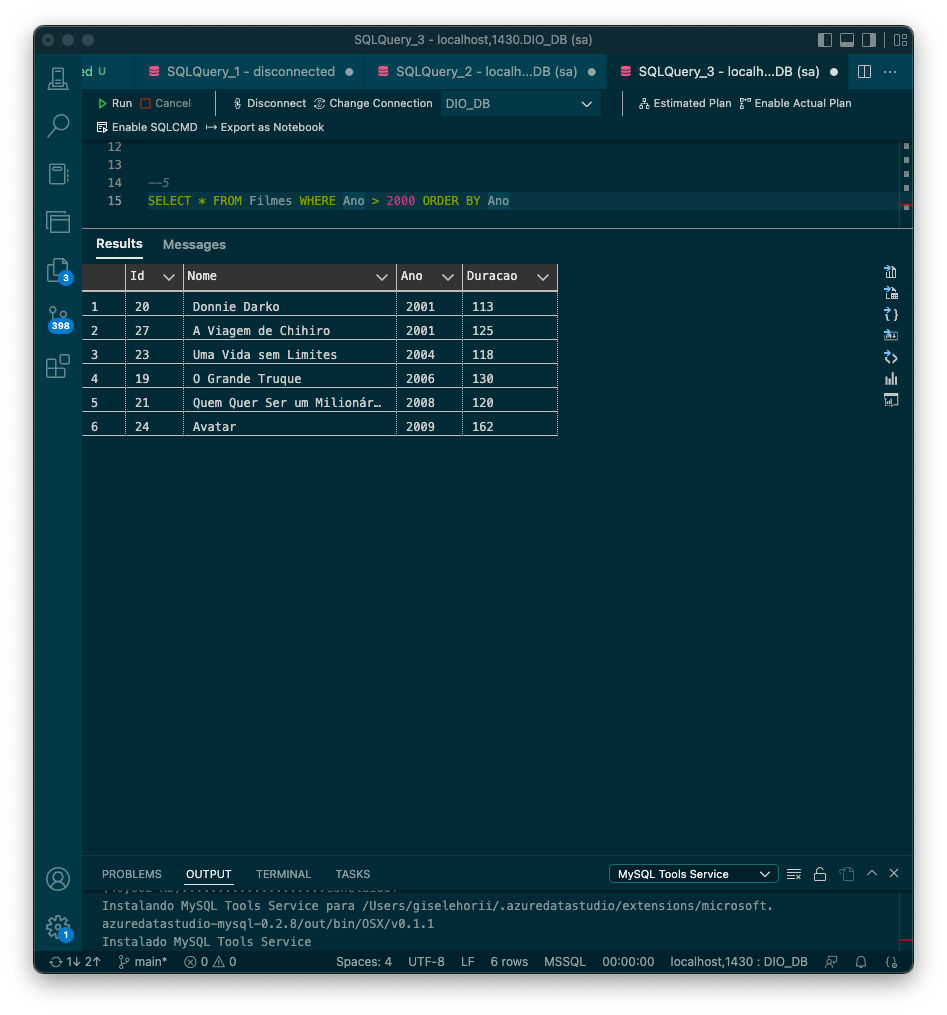 SQLQuery_3 - localhost,1430.DIO_DB (sa)
ed U
SQLQuery_1 - disconnected
SQLQuery_2 - localh...DB (sa)
SQLQuery_3 - localh...DB (sa)
Run Cancel Disconnect Change Connection DIO_DB Estimated Plan Enable Actual Plan
Enable SQLCMD Export as Notebook
12
13
14 --5
15 SELECT * FROM Filmes WHERE Ano > 2000 ORDER BY Ano
Results Messages
Id Nome Ano Duracao
1 20 Donnie Darko 2001 113
2 27 A Viagem de Chihiro 2001 125
3 23 Uma Vida sem Limites 2004 118
4 19 O Grande Truque 2006 130
5 21 Quem Quer Ser um Milionár… 2008 120
6 24 Avatar 2009 162
3
398
1
PROBLEMS OUTPUT TERMINAL TASKS MySQL Tools Service
Instalando MySQL Tools Service para /Users/giselehorii/.azuredatastudio/extensions/microsoft.
azuredatastudio-mysql-0.2.8/out/bin/OSX/v0.1.1
Instalado MySQL Tools Service
1↓ 2↑ main* 0 0 Spaces: 4 UTF-8 LF 6 rows MSSQL 00:00:00 localhost,1430 : DIO_DB